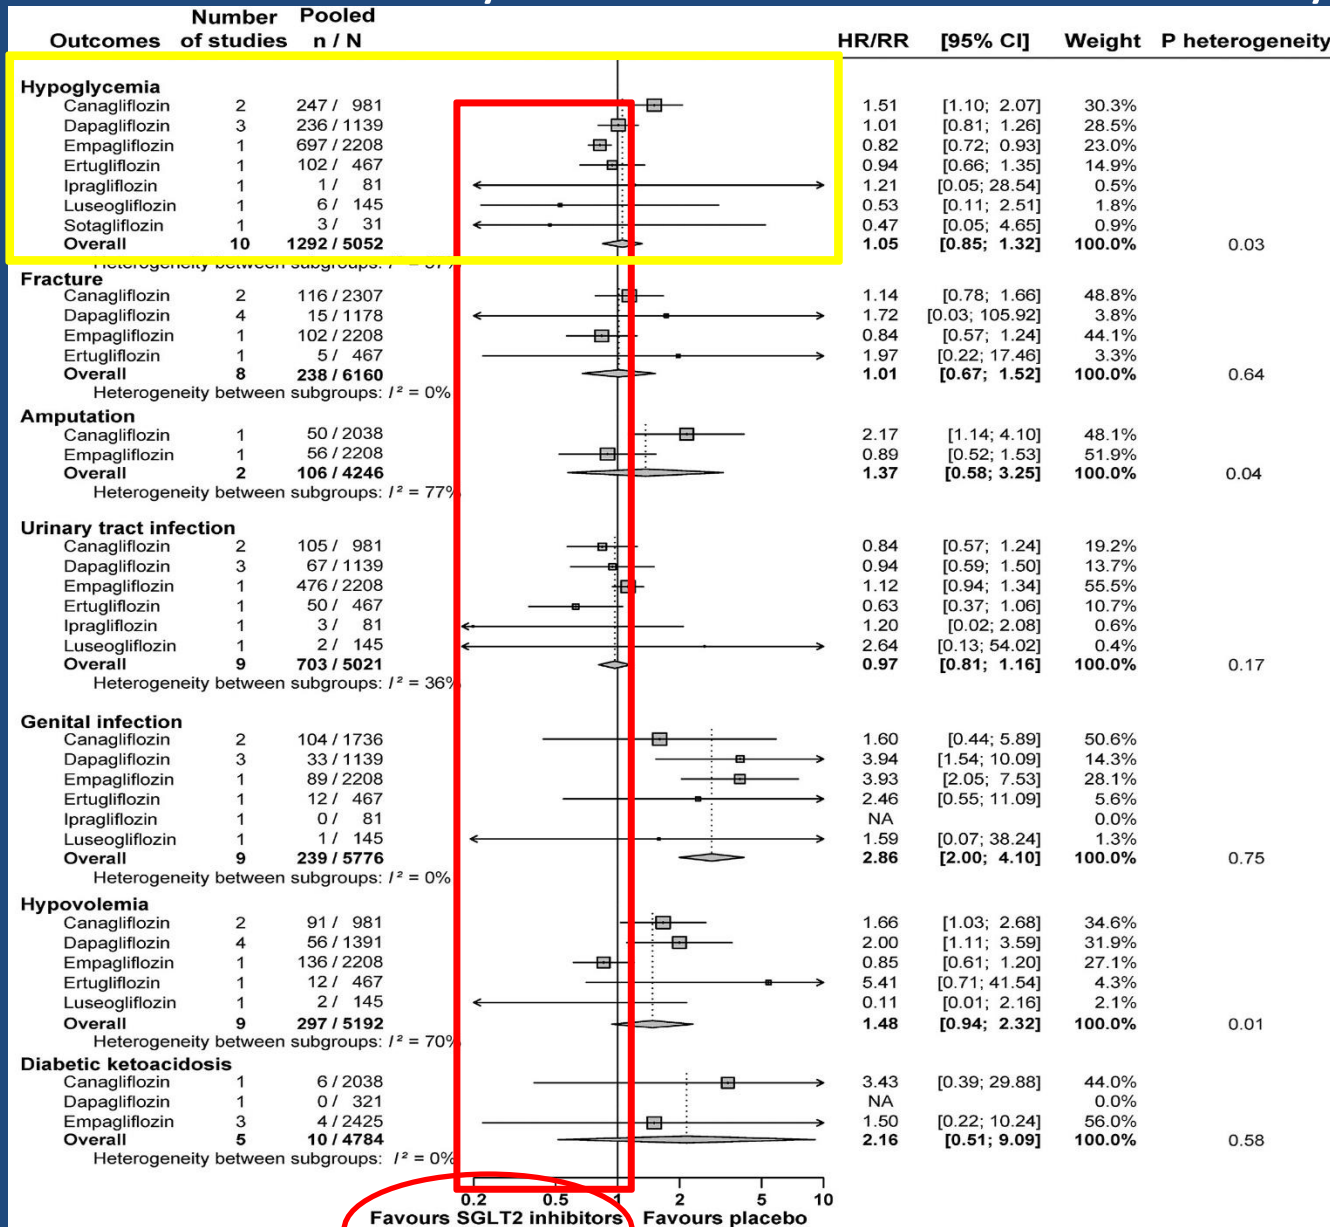 Number Pooled
Outcomes of studies n / N HR/RR [95% CI] Weight P heterogeneity
Hypoglycemia
Canagliflozin 2 247 / 981 1.51 [1.10; 2.07] 30.3%
Dapagliflozin 3 236 / 1139 1.01 [0.81; 1.26] 28.5%
Empagliflozin 1 697 / 2208 0.82 [0.72; 0.93] 23.0%
Ertugliflozin 1 102 / 467 0.94 [0.66; 1.35] 14.9%
Ipragliflozin 1 1 / 81 1.21 [0.05; 28.54] 0.5%
Luseogliflozin 1 6 / 145 0.53 [0.11; 2.51] 1.8%
Sotagliflozin 1 3 / 31 0.47 [0.05; 4.65] 0.9%
Overall 10 1292 / 5052 1.05 [0.85; 1.32] 100.0% 0.03
Heterogeneity between subgroups:
Fracture
Canagliflozin 2 116 / 2307 1.14 [0.78; 1.66] 48.8%
Dapagliflozin 4 15 / 1178 1.72 [0.03; 105.92] 3.8%
Empagliflozin 1 102 / 2208 0.84 [0.57; 1.24] 44.1%
Ertugliflozin 1 5 / 467 1.97 [0.22; 17.46] 3.3%
Overall 8 238 / 6160 1.01 [0.67; 1.52] 100.0% 0.64
Heterogeneity between subgroups: I² = 0%
Amputation
Canagliflozin 1 50 / 2038 2.17 [1.14; 4.10] 48.1%
Empagliflozin 1 56 / 2208 0.89 [0.52; 1.53] 51.9%
Overall 2 106 / 4246 1.37 [0.58; 3.25] 100.0% 0.04
Heterogeneity between subgroups: I² = 77%
Urinary tract infection
Canagliflozin 2 105 / 981 0.84 [0.57; 1.24] 19.2%
Dapagliflozin 3 67 / 1139 0.94 [0.59; 1.50] 13.7%
Empagliflozin 1 476 / 2208 1.12 [0.94; 1.34] 55.5%
Ertugliflozin 1 50 / 467 0.63 [0.37; 1.06] 10.7%
Ipragliflozin 1 3 / 81 1.20 [0.02; 2.08] 0.6%
Luseogliflozin 1 2 / 145 2.64 [0.13; 54.02] 0.4%
Overall 9 703 / 5021 0.97 [0.81; 1.16] 100.0% 0.17
Heterogeneity between subgroups: I² = 36%
Genital infection
Canagliflozin 2 104 / 1736 1.60 [0.44; 5.89] 50.6%
Dapagliflozin 3 33 / 1139 3.94 [1.54; 10.09] 14.3%
Empagliflozin 1 89 / 2208 3.93 [2.05; 7.53] 28.1%
Ertugliflozin 1 12 / 467 2.46 [0.55; 11.09] 5.6%
Ipragliflozin 1 0 / 81 NA 0.0%
Luseogliflozin 1 1 / 145 1.59 [0.07; 38.24] 1.3%
Overall 9 239 / 5776 2.86 [2.00; 4.10] 100.0% 0.75
Heterogeneity between subgroups: I² = 0%
Hypovolemia
Canagliflozin 2 91 / 981 1.66 [1.03; 2.68] 34.6%
Dapagliflozin 4 56 / 1391 2.00 [1.11; 3.59] 31.9%
Empagliflozin 1 136 / 2208 0.85 [0.61; 1.20] 27.1%
Ertugliflozin 1 12 / 467 5.41 [0.71; 41.54] 4.3%
Luseogliflozin 1 2 / 145 0.11 [0.01; 2.16] 2.1%
Overall 9 297 / 5192 1.48 [0.94; 2.32] 100.0% 0.01
Heterogeneity between subgroups: I² = 70%
Diabetic ketoacidosis
Canagliflozin 1 6 / 2038 3.43 [0.39; 29.88] 44.0%
Dapagliflozin 1 0 / 321 NA 0.0%
Empagliflozin 3 4 / 2425 1.50 [0.22; 10.24] 56.0%
Overall 5 10 / 4784 2.16 [0.51; 9.09] 100.0% 0.58
Heterogeneity between subgroups: I² = 0%
0.2 0.5 1 2 5 10
Favours SGLT2 inhibitors Favours placebo